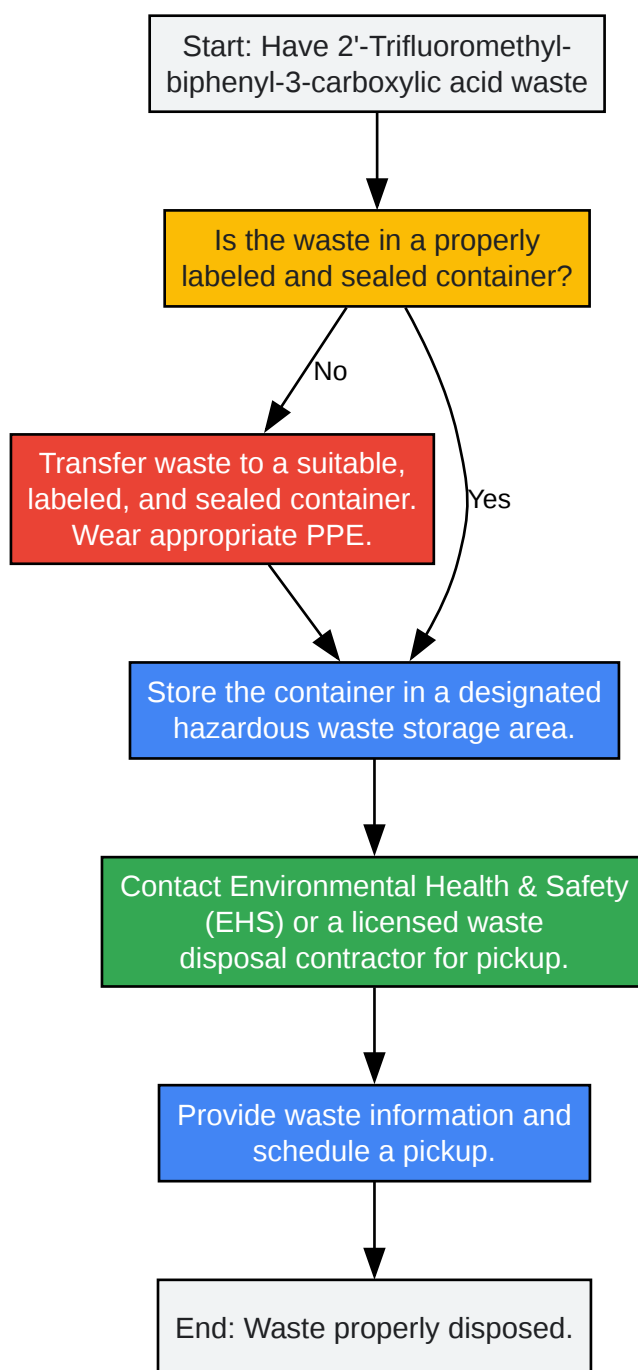 Start: Have 2'-Trifluoromethyl-
biphenyl-3-carboxylic acid waste
Is the waste in a properly
labeled and sealed container?
No
Transfer waste to a suitable,
labeled, and sealed container.
Wear appropriate PPE.
Yes
Store the container in a designated
hazardous waste storage area.
Contact Environmental Health & Safety
(EHS) or a licensed waste
disposal contractor for pickup.
Provide waste information and
schedule a pickup.
End: Waste properly disposed.